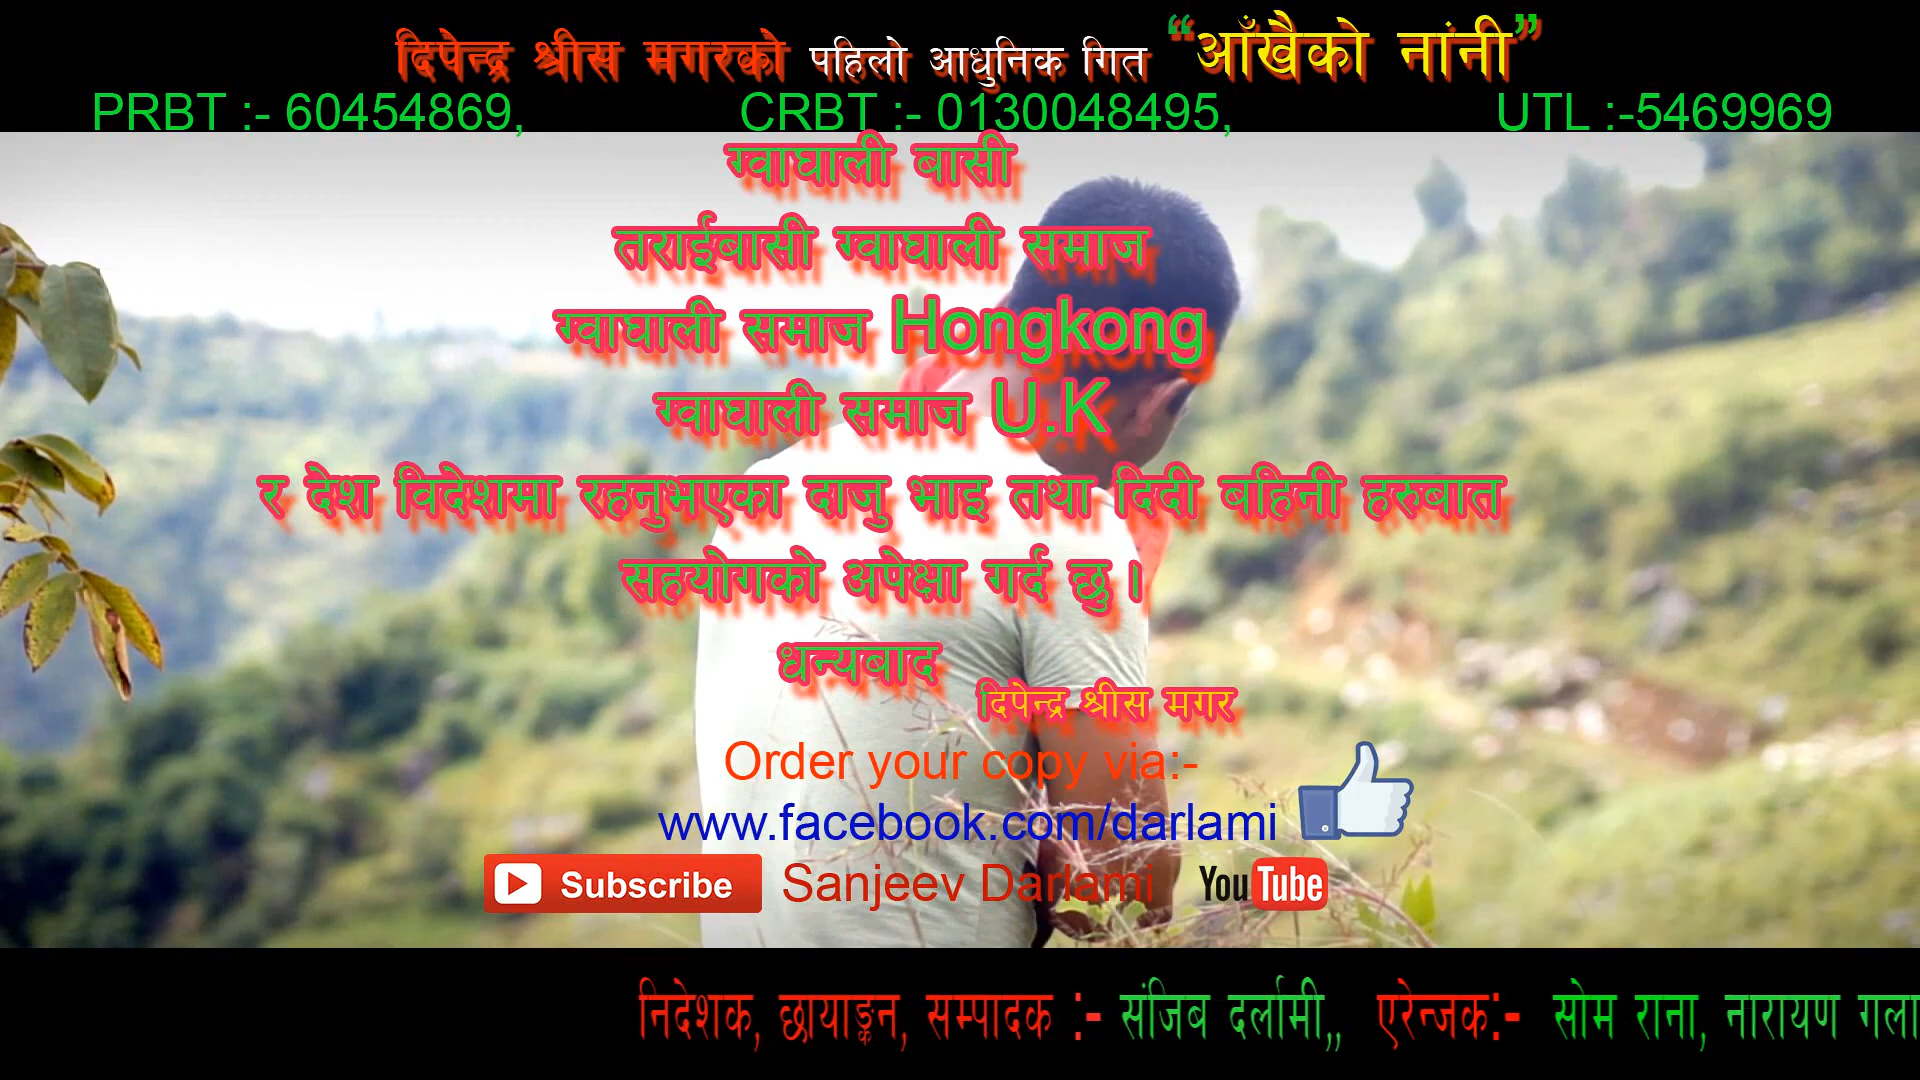 दिपेन्द्र श्रीस मगरको पहिलो आधुनिक गित “आँखैको नांनी”
PRBT :- 60454869, CRBT :- 0130048495, UTL :-5469969
ग्वाघाली बासी
तराईबासी ग्वाघाली समाज
ग्वाघाली समाज Hongkong
ग्वाघाली समाज U.K
र देश विदेशमा रहनुभएका दाजु भाइ तथा दिदी बहिनी हरुबात
सहयोगको अपेक्षा गर्द छु ।
धन्यबाद
दिपेन्द्र श्रीस मगर
Order your copy via:-
www.facebook.com/darlami
Subscribe Sanjeev Darlami YouTube
निदेशक, छायाङ्कन, सम्पादक :- संजिब दर्लामी,, एरेन्जक:- सोम राना, नारायण गला